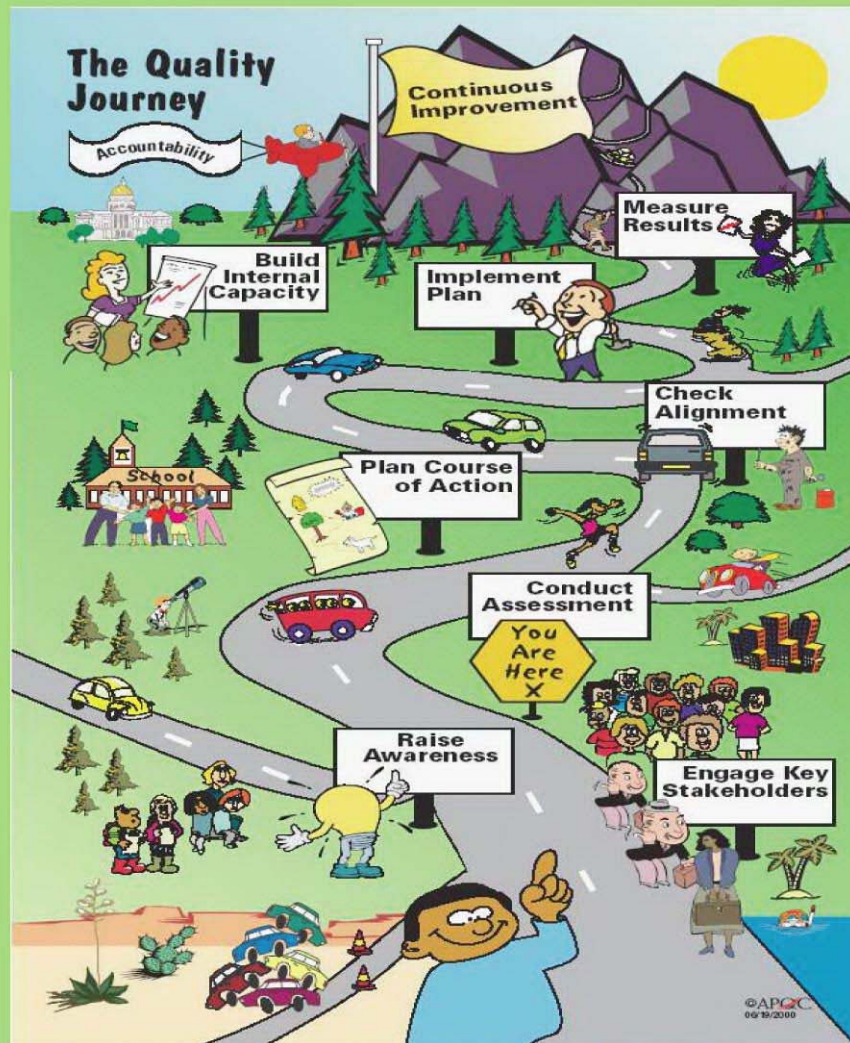 The Quality
Journey
Accountability
Continuous
Improvement
Measure
Results
Build
Internal
Capacity
Implement
Plan
Check
Alignment
School
Plan Course
of Action
Conduct
Assessment
You
Are
Here
X
Raise
Awareness
Engage Key
Stakeholders
©APQC
06/19/2000